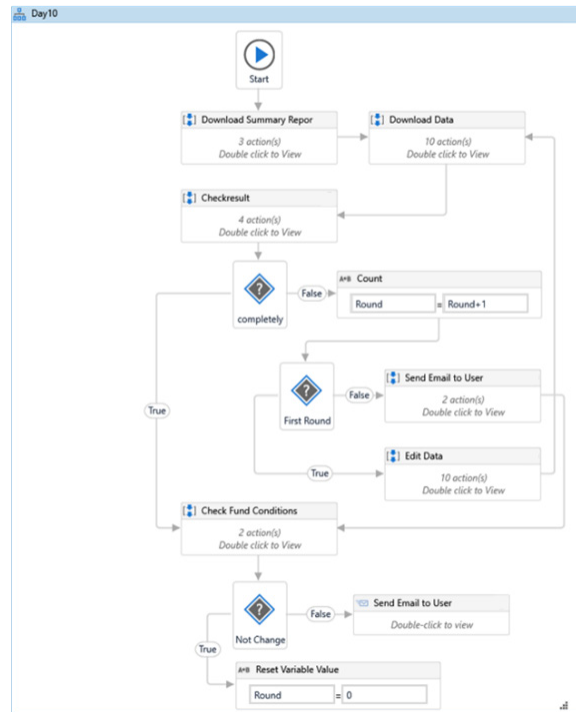 Day10
Start
Download Summary Repor
3 action(s)
Double click to View
Download Data
10 action(s)
Double click to View
Checkresult
4 action(s)
Double click to View
completely
False
A*B Count
Round = Round+1
True
First Round
False
Send Email to User
2 action(s)
Double click to View
True
Edit Data
10 action(s)
Double click to View
Check Fund Conditions
2 action(s)
Double click to View
Not Change
False
Send Email to User
Double-click to view
True
A*B Reset Variable Value
Round = 0